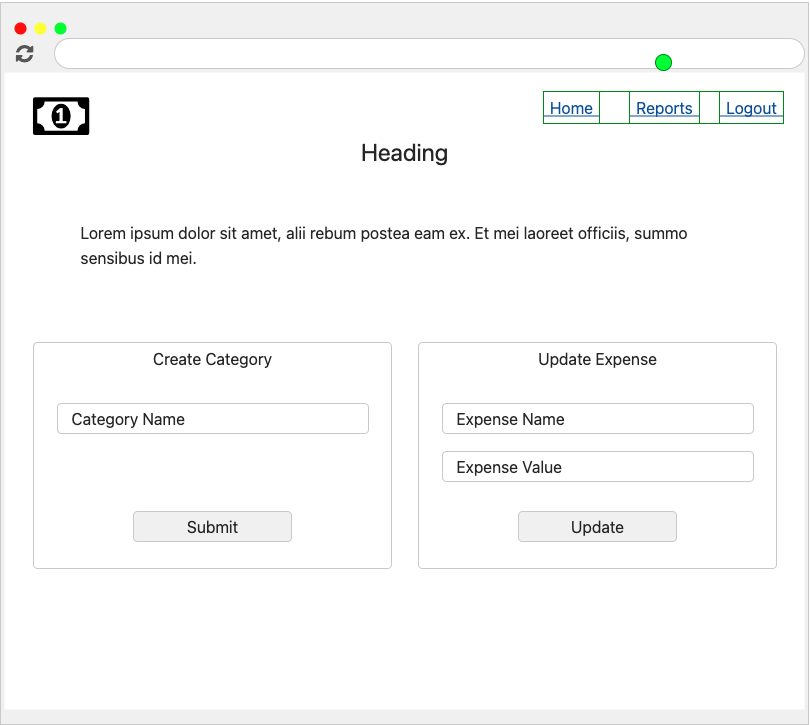 1
Home Reports Logout
Heading
Lorem ipsum dolor sit amet, alii rebum postea eam ex. Et mei laoreet officiis, summo
sensibus id mei.
Create Category
Category Name
Submit
Update Expense
Expense Name
Expense Value
Update